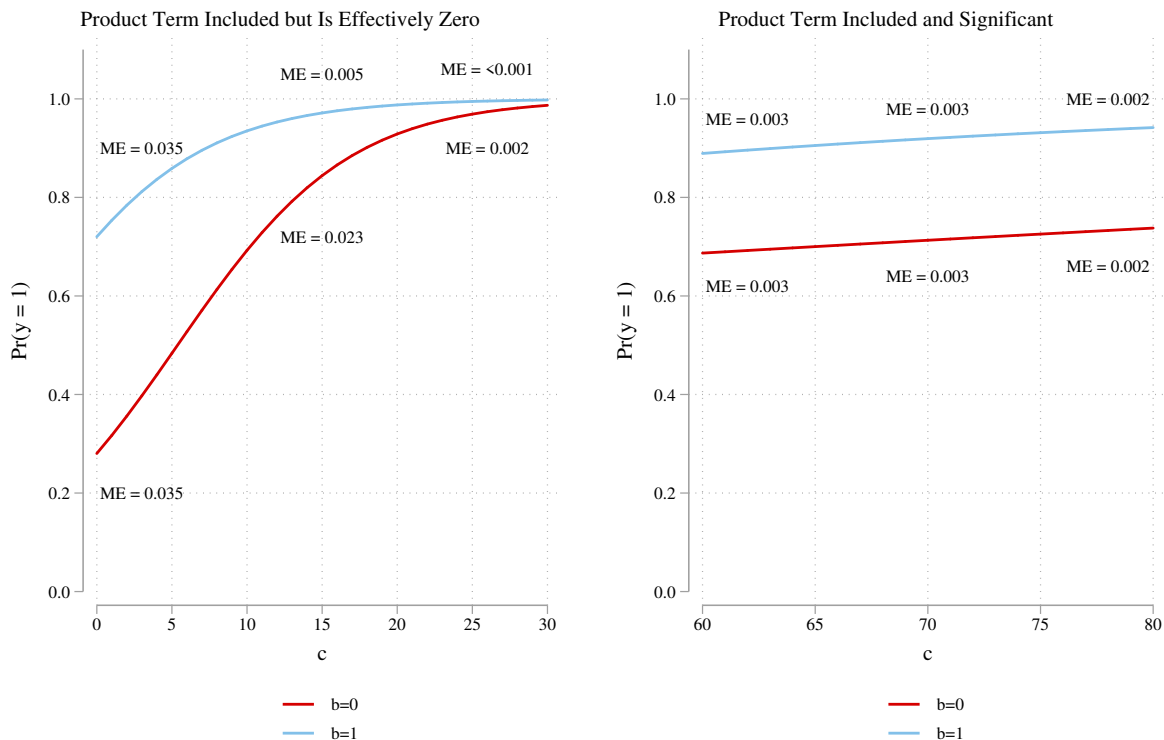 Product Term Included but Is Effectively Zero
Pr(y = 1)
1.0
0.8
0.6
0.4
0.2
0.0
ME = 0.005
ME = <0.001
ME = 0.035
ME = 0.002
ME = 0.023
ME = 0.035
0
5
10
15
20
25
30
c
b=0
b=1
Product Term Included and Significant
Pr(y = 1)
1.0
0.8
0.6
0.4
0.2
0.0
ME = 0.003
ME = 0.003
ME = 0.002
ME = 0.003
ME = 0.003
ME = 0.002
60
65
70
75
80
c
b=0
b=1